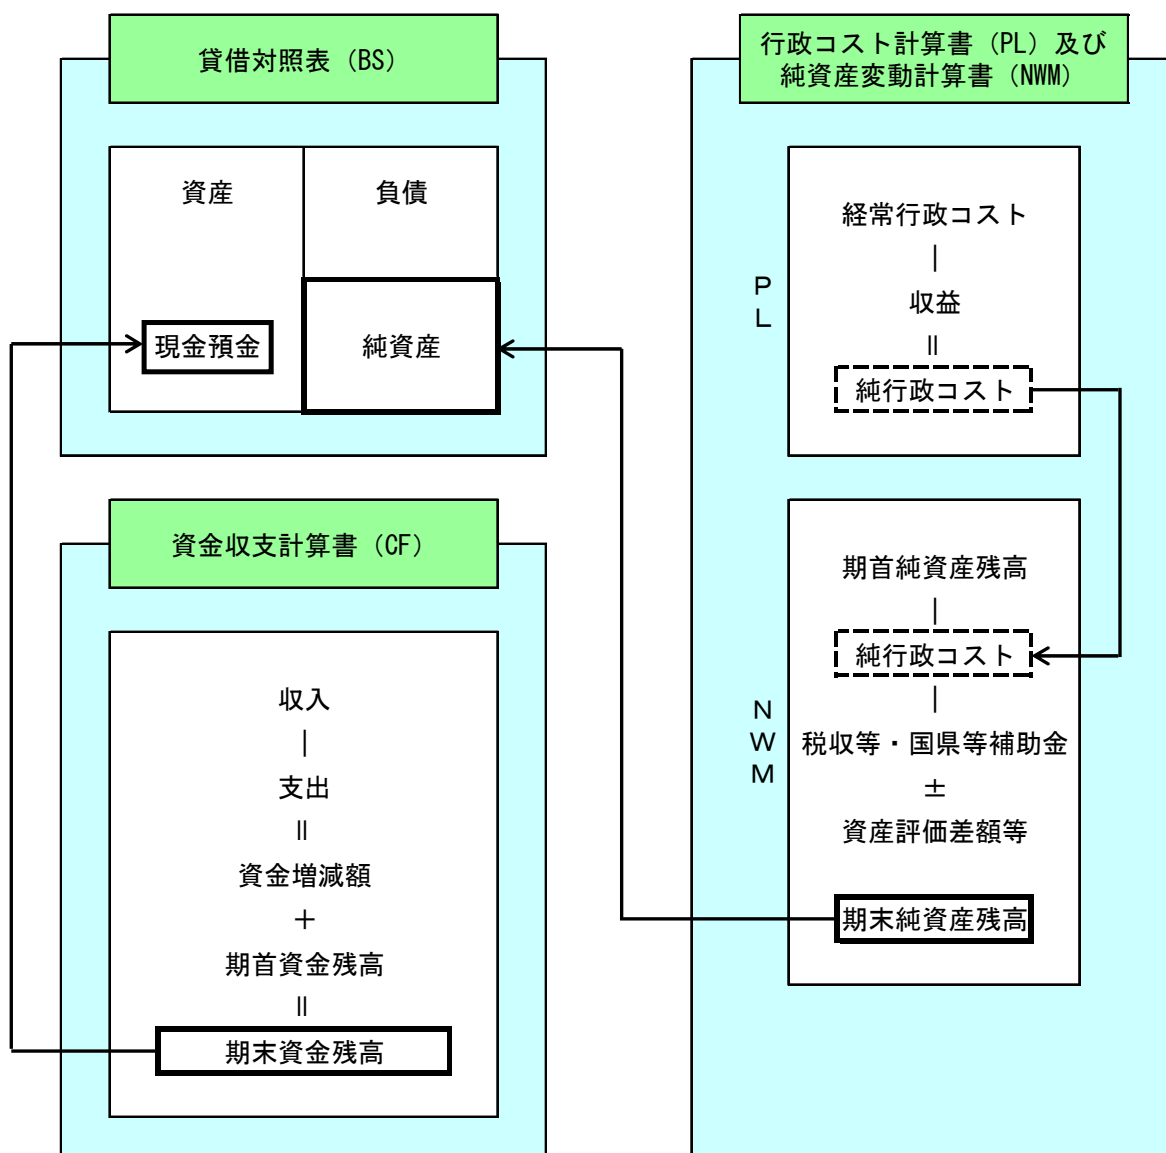 貸借対照表（BS）
資産
負債
現金預金
純資産
資金収支計算書（CF）
収入
｜
支出
||
資金増減額
＋
期首資金残高
||
期末資金残高
行政コスト計算書（PL）及び
純資産変動計算書（NWM）
P
L
経常行政コスト
｜
収益
||
純行政コスト
N
W
M
期首純資産残高
｜
純行政コスト
｜
税収等・国県等補助金
±
資産評価差額等
期末純資産残高